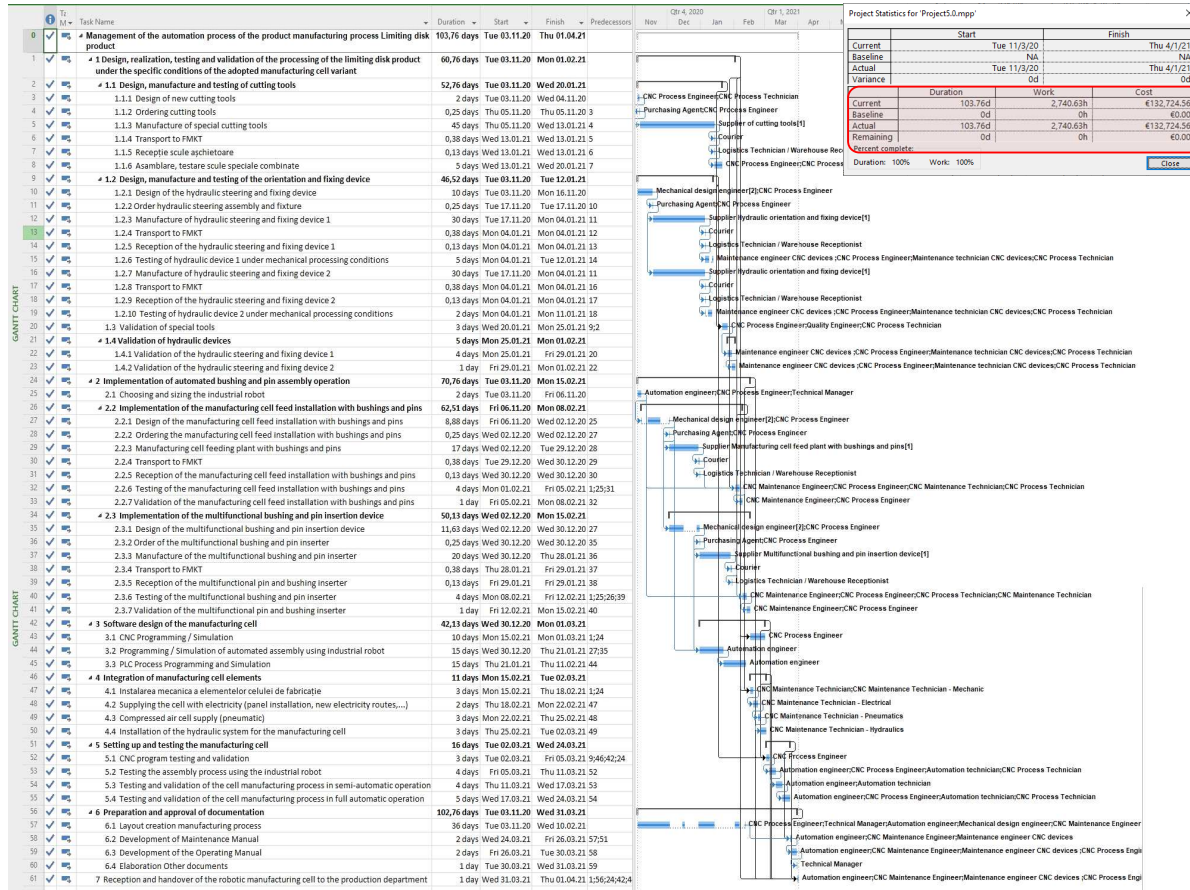 Qtr 4, 2020 Qtr 1, 2021
Task Name Duration Start Finish Predecessors Nov Dec Jan Feb Mar Apr
0 Management of the automation process of the product manufacturing process Limiting disk product 103,76 days Tue 03.11.20 Thu 01.04.21
1 1 Design, realization, testing and validation of the processing of the limiting disk product under the specific conditions of the adopted manufacturing cell variant 60,76 days Tue 03.11.20 Mon 01.02.21
2 1.1 Design, manufacture and testing of cutting tools 52,76 days Tue 03.11.20 Wed 20.01.21
3 1.1.1 Design of new cutting tools 2 days Tue 03.11.20 Wed 04.11.20 CNC Process Engineer;CNC Process Technician
4 1.1.2 Ordering cutting tools 0,25 days Thu 05.11.20 Thu 05.11.20 3 Purchasing Agent;CNC Process Engineer
5 1.1.3 Manufacture of special cutting tools 45 days Thu 05.11.20 Wed 13.01.21 4 Supplier of cutting tools[1]
6 1.1.4 Transport to FMKT 0,38 days Wed 13.01.21 Wed 13.01.21 5 Courier
7 1.1.5 Receptie scule așchietoare 0,13 days Wed 13.01.21 Wed 13.01.21 6 Logistics Technician / Warehouse Rec
8 1.1.6 Asamblare, testare scule speciale combinate 5 days Wed 13.01.21 Wed 20.01.21 7 CNC Process Engineer;CNC Proces
9 1.2 Design, manufacture and testing of the orientation and fixing device 46,52 days Tue 03.11.20 Tue 12.01.21
10 1.2.1 Design of the hydraulic steering and fixing device 10 days Tue 03.11.20 Mon 16.11.20 Mechanical design engineer[2];CNC Process Engineer
11 1.2.2 Order hydraulic steering assembly and fixture 0,25 days Tue 17.11.20 Tue 17.11.20 10 Purchasing Agent;CNC Process Engineer
12 1.2.3 Manufacture of hydraulic steering and fixing device 1 30 days Tue 17.11.20 Mon 04.01.21 11 Supplier Hydraulic orientation and fixing device[1]
13 1.2.4 Transport to FMKT 0,38 days Mon 04.01.21 Mon 04.01.21 12 Courier
14 1.2.5 Reception of the hydraulic steering and fixing device 1 0,13 days Mon 04.01.21 Mon 04.01.21 13 Logistics Technician / Warehouse Receptionist
15 1.2.6 Testing of hydraulic device 1 under mechanical processing conditions 5 days Mon 04.01.21 Tue 12.01.21 14 Maintenance engineer CNC devices ;CNC Process Engineer;Maintenance technician CNC devices;CNC Process Technician
16 1.2.7 Manufacture of hydraulic steering and fixing device 2 30 days Tue 17.11.20 Mon 04.01.21 11 Supplier Hydraulic orientation and fixing device[1]
17 1.2.8 Transport to FMKT 0,38 days Mon 04.01.21 Mon 04.01.21 16 Courier
18 1.2.9 Reception of the hydraulic steering and fixing device 2 0,13 days Mon 04.01.21 Mon 04.01.21 17 Logistics Technician / Warehouse Receptionist
19 1.2.10 Testing of hydraulic device 2 under mechanical processing conditions 2 days Mon 04.01.21 Mon 11.01.21 18 Maintenance engineer CNC devices ;CNC Process Engineer;Maintenance technician CNC devices;CNC Process Technician
20 1.3 Validation of special tools 3 days Wed 20.01.21 Mon 25.01.21 9;2 CNC Process Engineer;Quality Engineer;CNC Process Technician
21 1.4 Validation of hydraulic devices 5 days Mon 25.01.21 Mon 01.02.21
22 1.4.1 Validation of the hydraulic steering and fixing device 1 4 days Mon 25.01.21 Fri 29.01.21 20 Maintenance engineer CNC devices ;CNC Process Engineer;Maintenance technician CNC devices;CNC Process Technician
23 1.4.2 Validation of the hydraulic steering and fixing device 2 1 day Fri 29.01.21 Mon 01.02.21 22 Maintenance engineer CNC devices ;CNC Process Engineer;Maintenance technician CNC devices;CNC Process Technician
24 2 Implementation of automated bushing and pin assembly operation 70,76 days Tue 03.11.20 Mon 15.02.21
25 2.1 Choosing and sizing the industrial robot 2 days Tue 03.11.20 Fri 06.11.20 Automation engineer;CNC Process Engineer;Technical Manager
26 2.2 Implementation of the manufacturing cell feed installation with bushings and pins 62,51 days Fri 06.11.20 Mon 08.02.21
27 2.2.1 Design of the manufacturing cell feed installation with bushings and pins 8,88 days Fri 06.11.20 Wed 02.12.20 25 Mechanical design engineer[2];CNC Process Engineer
28 2.2.2 Ordering the manufacturing cell feed installation with bushings and pins 0,25 days Wed 02.12.20 Wed 02.12.20 27 Purchasing Agent;CNC Process Engineer
29 2.2.3 Manufacturing cell feeding plant with bushings and pins 17 days Wed 02.12.20 Tue 29.12.20 28 Supplier Manufacturing cell feed plant with bushings and pins[1]
30 2.2.4 Transport to FMKT 0,38 days Tue 29.12.20 Wed 30.12.20 29 Courier
31 2.2.5 Reception of the manufacturing cell feed installation with bushings and pins 0,13 days Wed 30.12.20 Wed 30.12.20 30 Logistics Technician / Warehouse Receptionist
32 2.2.6 Testing of the manufacturing cell feed installation with bushings and pins 4 days Mon 01.02.21 Fri 05.02.21 1;25;31 CNC Maintenance Engineer;CNC Process Engineer;CNC Maintenance Technician;CNC Process Technician
33 2.2.7 Validation of the manufacturing cell feed installation with bushings and pins 1 day Fri 05.02.21 Mon 08.02.21 32 CNC Maintenance Engineer;CNC Process Engineer
34 2.3 Implementation of the multifunctional bushing and pin insertion device 50,13 days Wed 02.12.20 Mon 15.02.21
35 2.3.1 Design of the multifunctional bushing and pin insertion device 11,63 days Wed 02.12.20 Wed 30.12.20 27 Mechanical design engineer[2];CNC Process Engineer
36 2.3.2 Order of the multifunctional bushing and pin inserter 0,25 days Wed 30.12.20 Wed 30.12.20 35 Purchasing Agent;CNC Process Engineer
37 2.3.3 Manufacture of the multifunctional bushing and pin inserter 20 days Wed 30.12.20 Thu 28.01.21 36 Supplier Multifunctional bushing and pin insertion device[1]
38 2.3.4 Transport to FMKT 0,38 days Thu 28.01.21 Fri 29.01.21 37 Courier
39 2.3.5 Reception of the multifunctional pin and bushing inserter 0,13 days Fri 29.01.21 Fri 29.01.21 38 Logistics Technician / Warehouse Receptionist
40 2.3.6 Testing of the multifunctional pin and bushing inserter 4 days Mon 08.02.21 Fri 12.02.21 1;25;26;39 CNC Maintenance Engineer;CNC Process Engineer;CNC Process Technician;CNC Maintenance Technician
41 2.3.7 Validation of the multifunctional pin and bushing inserter 1 day Fri 12.02.21 Mon 15.02.21 40 CNC Maintenance Engineer;CNC Process Engineer
42 3 Software design of the manufacturing cell 42,13 days Wed 30.12.20 Mon 01.03.21
43 3.1 CNC Programming / Simulation 10 days Mon 15.02.21 Mon 01.03.21 1;24 CNC Process Engineer
44 3.2 Programming / Simulation of automated assembly using industrial robot 15 days Wed 30.12.20 Thu 21.01.21 27;35 Automation engineer
45 3.3 PLC Process Programming and Simulation 15 days Thu 21.01.21 Thu 11.02.21 44 Automation engineer
46 4 Integration of manufacturing cell elements 11 days Mon 15.02.21 Tue 02.03.21
47 4.1 Instalarea mecanica a elementelor celulei de fabricație 3 days Mon 15.02.21 Thu 18.02.21 1;24 CNC Maintenance Technician;CNC Maintenance Technician - Mechanic
48 4.2 Supplying the cell with electricity (panel installation, new electricity routes,...) 2 days Thu 18.02.21 Mon 22.02.21 47 CNC Maintenance Technician - Electrical
49 4.3 Compressed air cell supply (pneumatic) 3 days Mon 22.02.21 Thu 25.02.21 48 CNC Maintenance Technician - Pneumatics
50 4.4 Installation of the hydraulic system for the manufacturing cell 3 days Thu 25.02.21 Tue 02.03.21 49 CNC Maintenance Technician - Hydraulics
51 5 Setting up and testing the manufacturing cell 16 days Tue 02.03.21 Wed 24.03.21
52 5.1 CNC program testing and validation 3 days Tue 02.03.21 Fri 05.03.21 9;46;42;24 CNC Process Engineer
53 5.2 Testing the assembly process using the industrial robot 4 days Fri 05.03.21 Thu 11.03.21 52 Automation engineer;CNC Process Engineer;Automation technician;CNC Process Technician
54 5.3 Testing and validation of the cell manufacturing process in semi-automatic operation 4 days Thu 11.03.21 Wed 17.03.21 53 Automation engineer;Automation technician
55 5.4 Testing and validation of the cell manufacturing process in full automatic operation 5 days Wed 17.03.21 Wed 24.03.21 54 Automation engineer;CNC Process Engineer;Automation technician;CNC Process Technician
56 6 Preparation and approval of documentation 102,76 days Tue 03.11.20 Wed 31.03.21
57 6.1 Layout creation manufacturing process 36 days Tue 03.11.20 Wed 10.02.21 CNC Process Engineer;Technical Manager;Automation engineer;Mechanical design engineer;CNC Maintenance Engineer
58 6.2 Development of Maintenance Manual 2 days Wed 24.03.21 Fri 26.03.21 57;51 Automation engineer;CNC Maintenance Engineer;Maintenance engineer CNC devices
59 6.3 Development of the Operating Manual 2 days Fri 26.03.21 Tue 30.03.21 58 Automation engineer;CNC Maintenance Engineer;Maintenance engineer CNC devices ;CNC Process Engi
60 6.4 Elaboration Other documents 1 day Tue 30.03.21 Wed 31.03.21 59 Technical Manager
61 7 Reception and handover of the robotic manufacturing cell to the production department 1 day Wed 31.03.21 Thu 01.04.21 1;56;24;42;4 Automation engineer;CNC Maintenance Engineer;Maintenance engineer CNC devices ;CNC Process Engi
GANTT CHART
GANTT CHART
Project Statistics for 'Project5.0.mpp'
Start Finish
Current Tue 11/3/20 Thu 4/1/21
Baseline NA NA
Actual Tue 11/3/20 Thu 4/1/21
Variance 0d 0d
Duration Work Cost
Current 103.76d 2,740.63h €132,724.56
Baseline 0d 0h €0.00
Actual 103.76d 2,740.63h €132,724.56
Remaining 0d 0h €0.00
Percent complete:
Duration: 100% Work: 100% Close